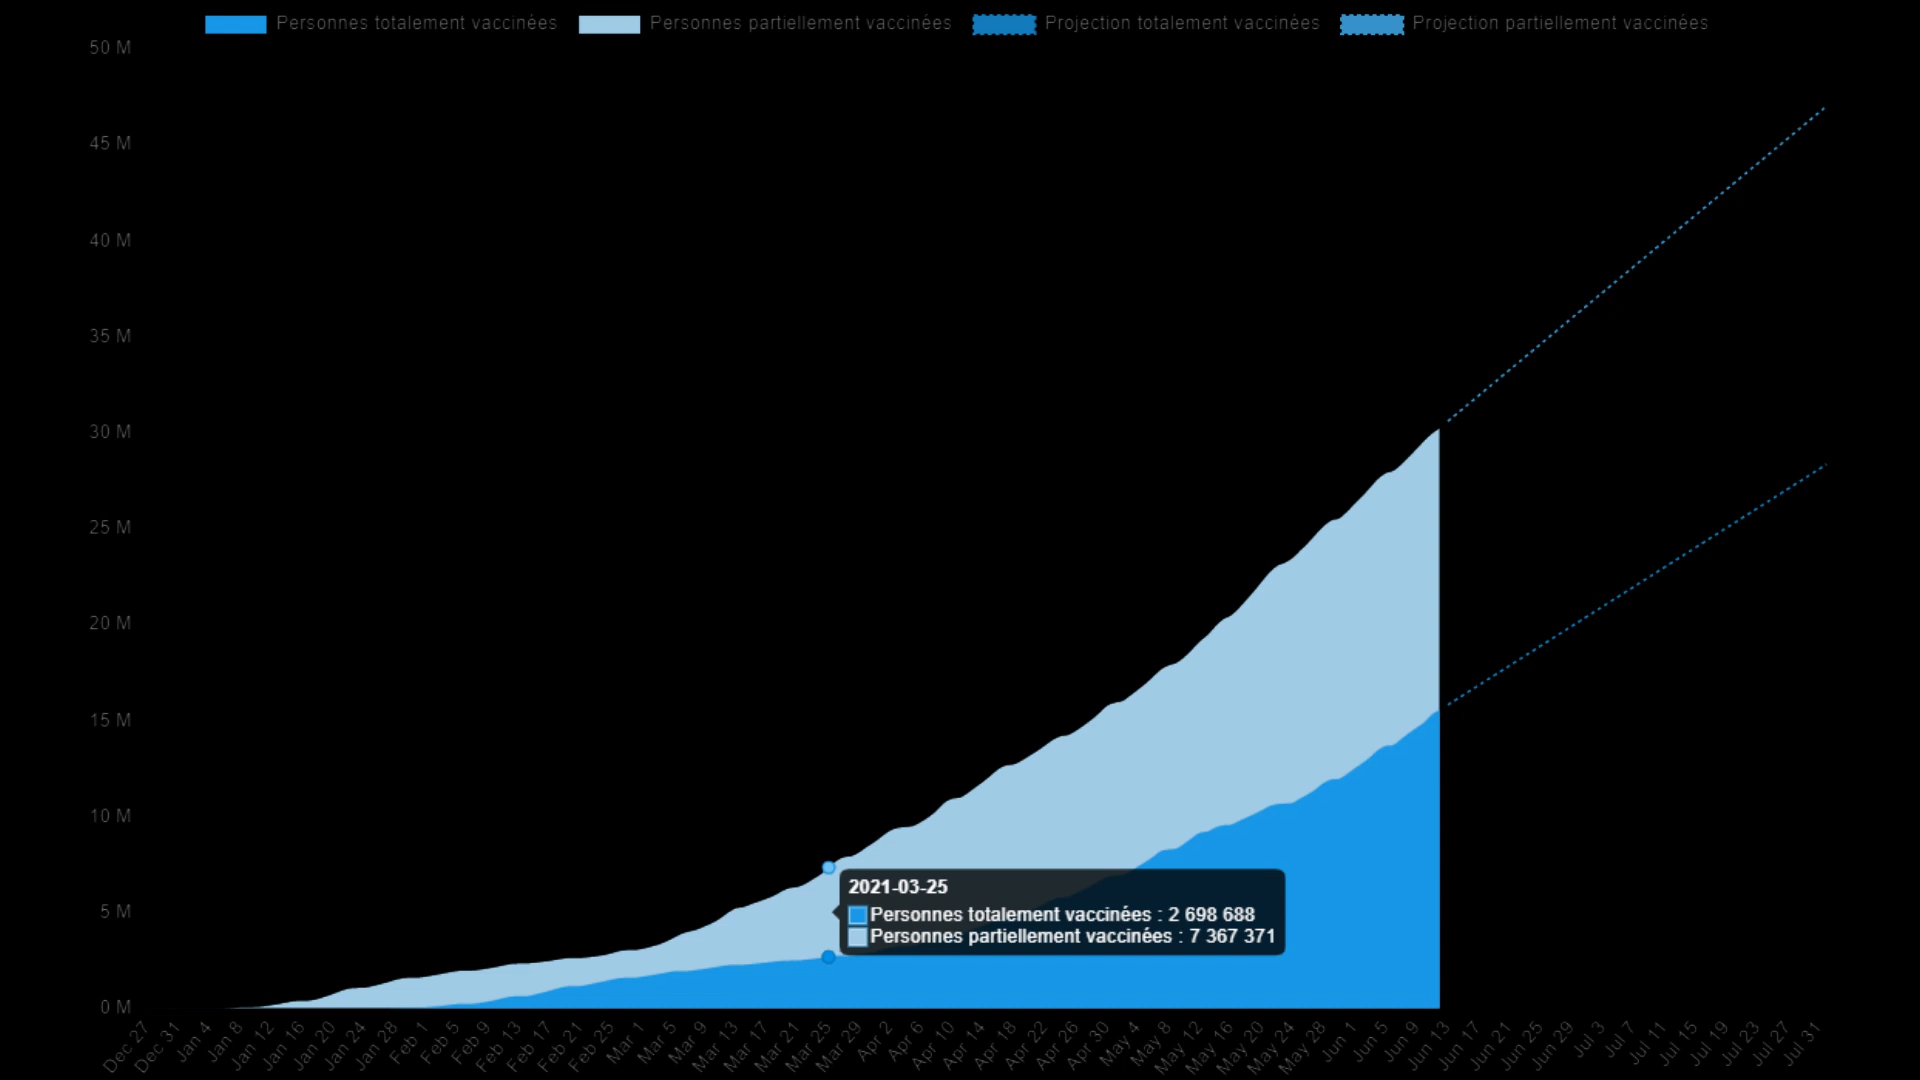 Personnes totalement vaccinées Personnes partiellement vaccinées Projection totalement vaccinées Projection partiellement vaccinées
50 M
45 M
40 M
35 M
30 M
25 M
20 M
15 M
10 M
5 M
0 M
2021-03-25
Personnes totalement vaccinées : 2 698 688
Personnes partiellement vaccinées : 7 367 371
Dec 27 Dec 31 Jan 4 Jan 8 Jan 12 Jan 16 Jan 20 Jan 24 Jan 28 Feb 1 Feb 5 Feb 9 Feb 13 Feb 17 Feb 21 Feb 25 Mar 1 Mar 5 Mar 9 Mar 13 Mar 17 Mar 21 Mar 25 Mar 29 Apr 2 Apr 6 Apr 10 Apr 14 Apr 18 Apr 22 Apr 26 Apr 30 May 4 May 8 May 12 May 16 May 20 May 24 May 28 Jun 1 Jun 5 Jun 9 Jun 13 Jun 17 Jun 21 Jun 25 Jun 29 Jul 3 Jul 7 Jul 11 Jul 15 Jul 19 Jul 23 Jul 27 Jul 31